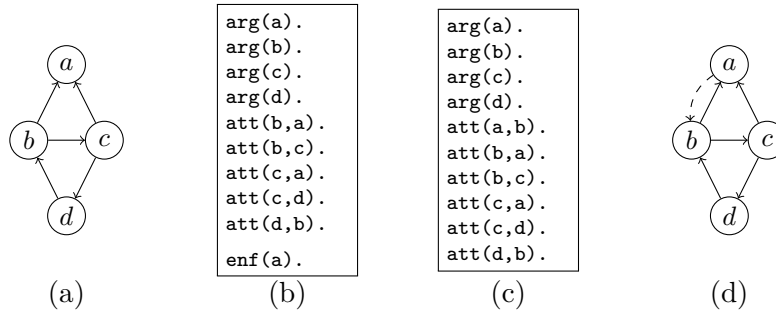 a
b
c
d
(a)
arg(a).
arg(b).
arg(c).
arg(d).
att(b,a).
att(b,c).
att(c,a).
att(c,d).
att(d,b).
enf(a).
(b)
arg(a).
arg(b).
arg(c).
arg(d).
att(a,b).
att(b,a).
att(b,c).
att(c,a).
att(c,d).
att(d,b).
(c)
a
b
c
d
(d)